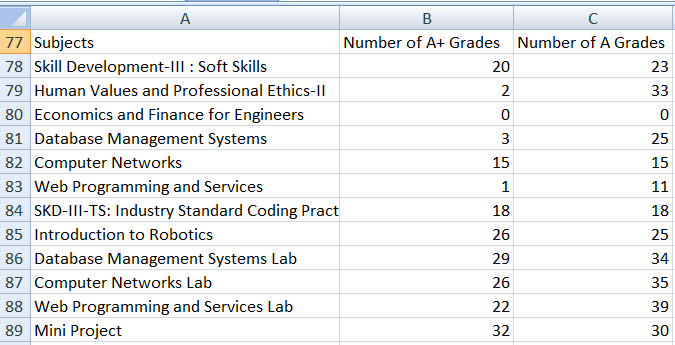 A B C
77 Subjects Number of A+ Grades Number of A Grades
78 Skill Development-III : Soft Skills 20 23
79 Human Values and Professional Ethics-II 2 33
80 Economics and Finance for Engineers 0 0
81 Database Management Systems 3 25
82 Computer Networks 15 15
83 Web Programming and Services 1 11
84 SKD-III-TS: Industry Standard Coding Pract 18 18
85 Introduction to Robotics 26 25
86 Database Management Systems Lab 29 34
87 Computer Networks Lab 26 35
88 Web Programming and Services Lab 22 39
89 Mini Project 32 30